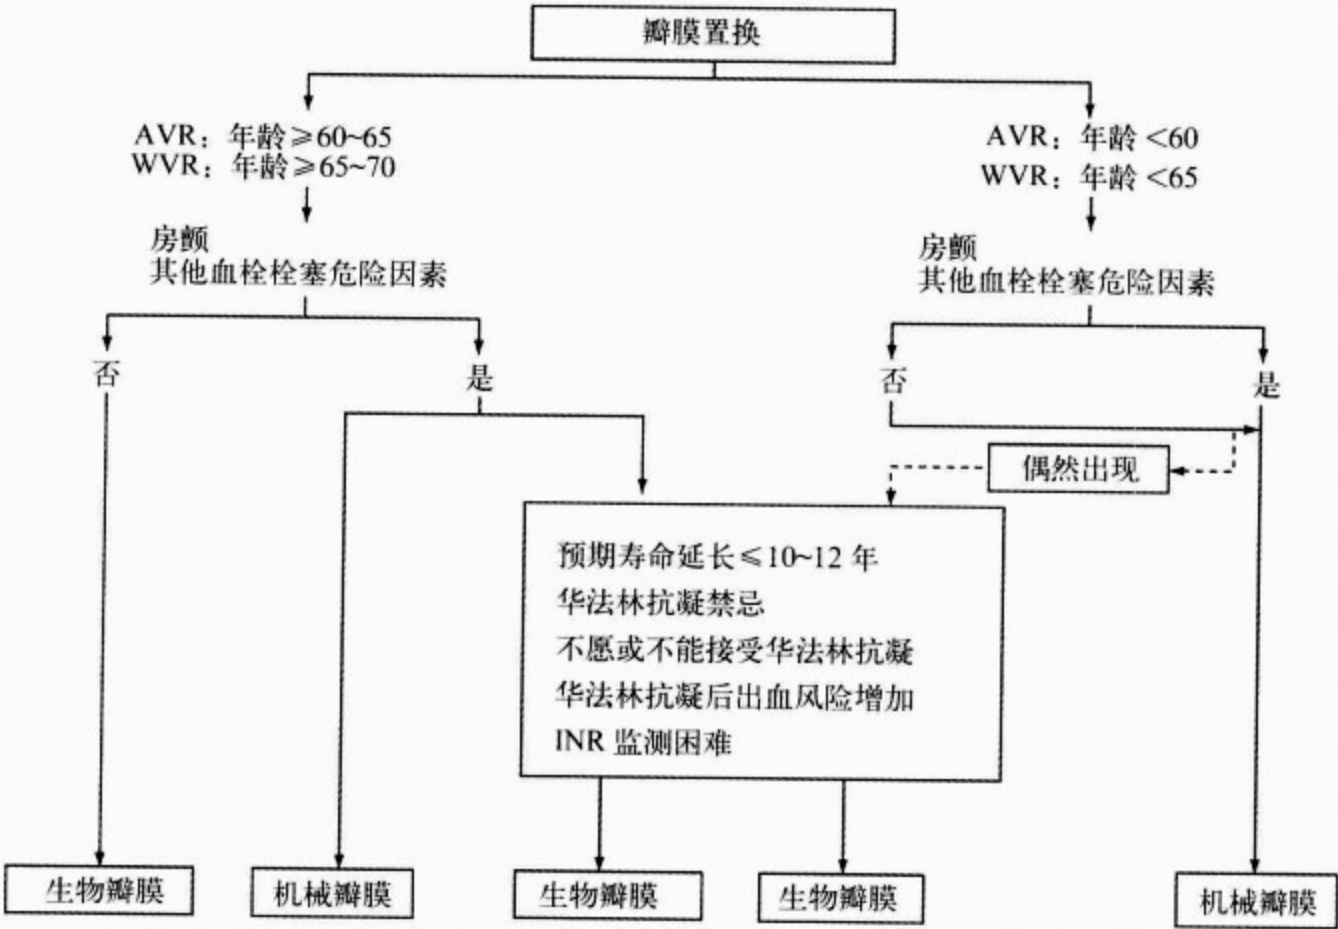 瓣膜置换
AVR：年龄≥60~65
WVR：年龄≥65~70
AVR：年龄<60
WVR：年龄<65
房颤
其他血栓栓塞危险因素
房颤
其他血栓栓塞危险因素
否
是
否
是
偶然出现
预期寿命延长≤10~12 年
华法林抗凝禁忌
不愿或不能接受华法林抗凝
华法林抗凝后出血风险增加
INR 监测困难
生物瓣膜
机械瓣膜
生物瓣膜
生物瓣膜
机械瓣膜